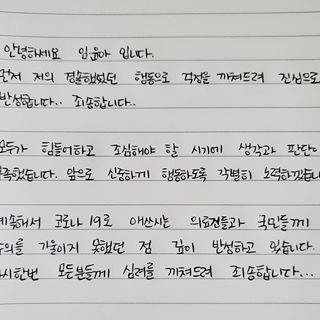 안녕하세요 임윤아 입니다.
먼저 저의 경솔했었던 행동으로 걱정을 끼쳐드려 진심으로
반성합니다.. 죄송합니다..
모두가 힘들어하고 조심해야 할 시기에 생각과 판단이
부족했습니다. 앞으로 신중하게 행동하도록 각별히 노력하겠습니
계속해서 코로나 19로 애쓰시는 의료진들과 국민들께
주의를 기울이지 못했던 점 깊이 반성하고 있습니다.
다시한번 모든분들께 심려를 끼쳐드려 죄송합니다...